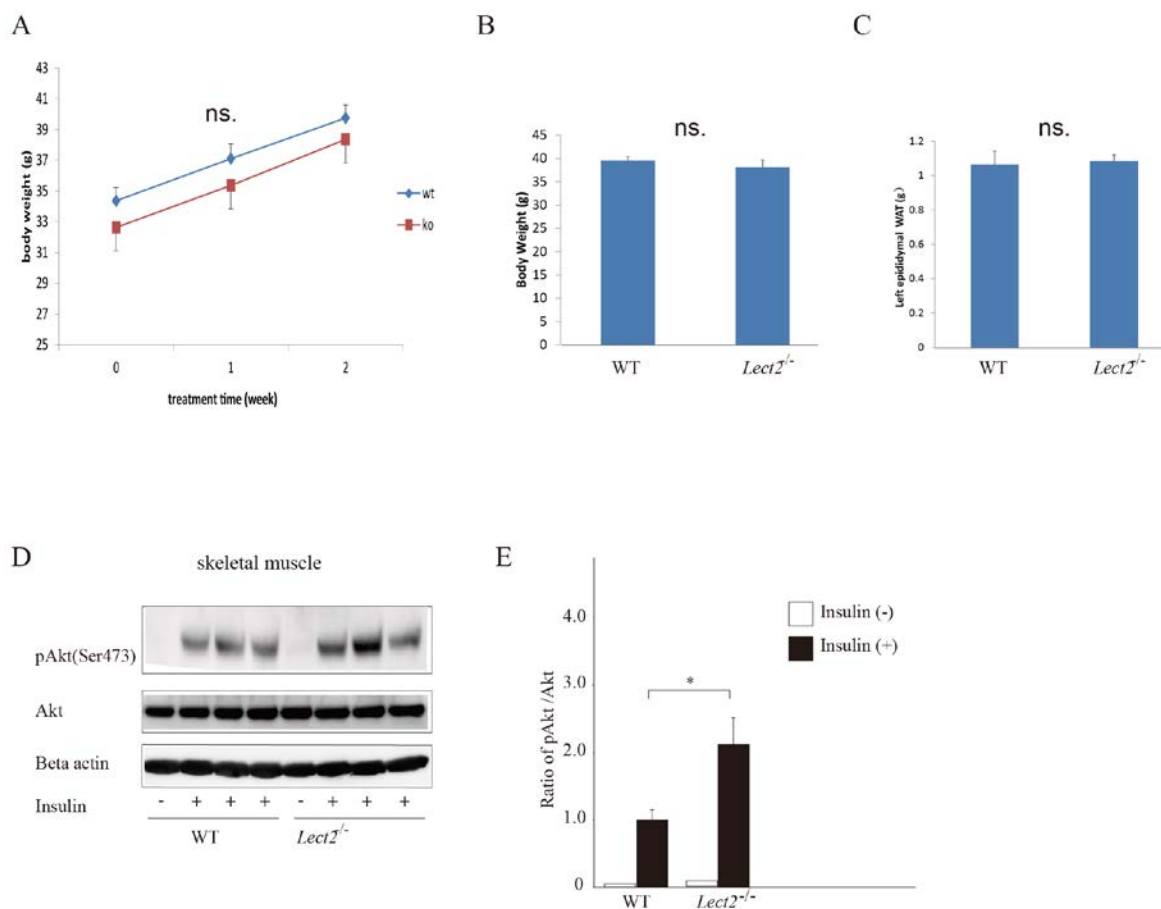 A
43
41
39
37
35
33
31
29
27
25
body weight (g)
ns.
wt
ko
0 1 2
treatment time (week)
B
ns.
45
40
35
30
25
20
15
10
5
0
Body Weight (g)
WT Lect2-/-
C
ns.
1.2
1
0.8
0.6
0.4
0.2
0
Left epididymal WAT (g)
WT Lect2-/-
D
skeletal muscle
pAkt(Ser473)
Akt
Beta actin
Insulin - + + + - + + +
WT Lect2-/-
E
4.0
3.0
2.0
1.0
0
Ratio of pAkt /Akt
*
Insulin (-)
Insulin (+)
WT Lect2-/-